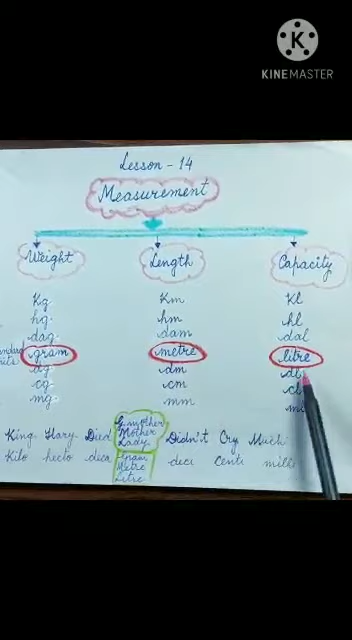 K
KINEMASTER
Lesson - 14
Measurement
Weight Length Capacity
Kg Km Kl
hg hm hl
dag dam dal
gram metre litre
dg dm dl
cg cm cl
mg mm
King Hary Died G.mother Mother Lady Didn't Cry Much
Kilo hecto deca Gram Metre Litre deci Centi milli